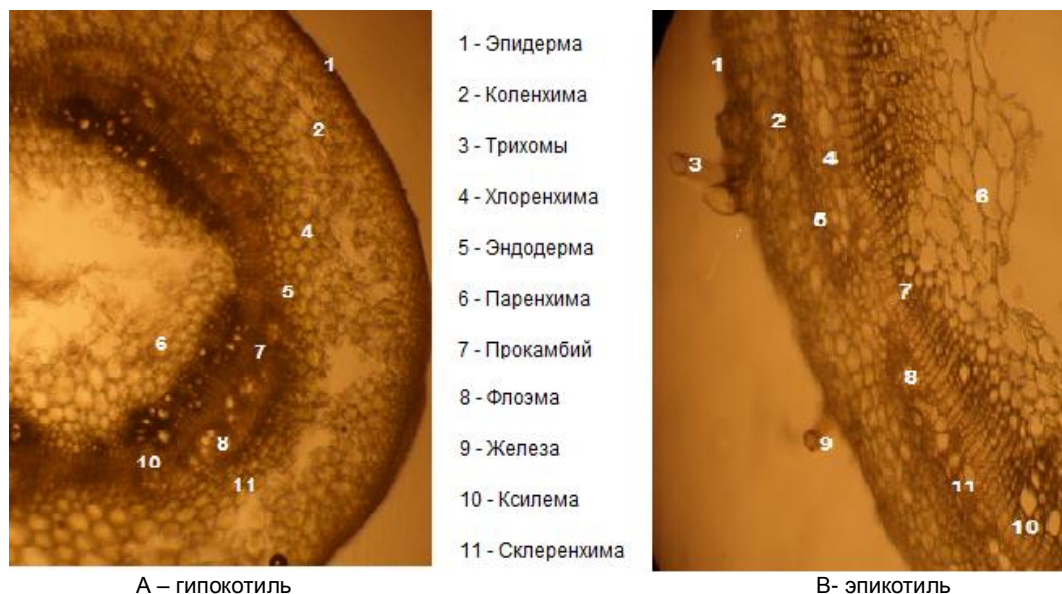 1
2
4
5
7
6
8
10
11
1 - Эпидерма
2 - Коленхима
3 - Трихомы
4 - Хлоренхима
5 - Эндодерма
6 - Паренхима
7 - Прокамбий
8 - Флоэма
9 - Железа
10 - Ксилема
11 - Склеренхима
1
2
3
4
6
5
7
8
9
11
10
А – гипокотиль
В- эпикотиль